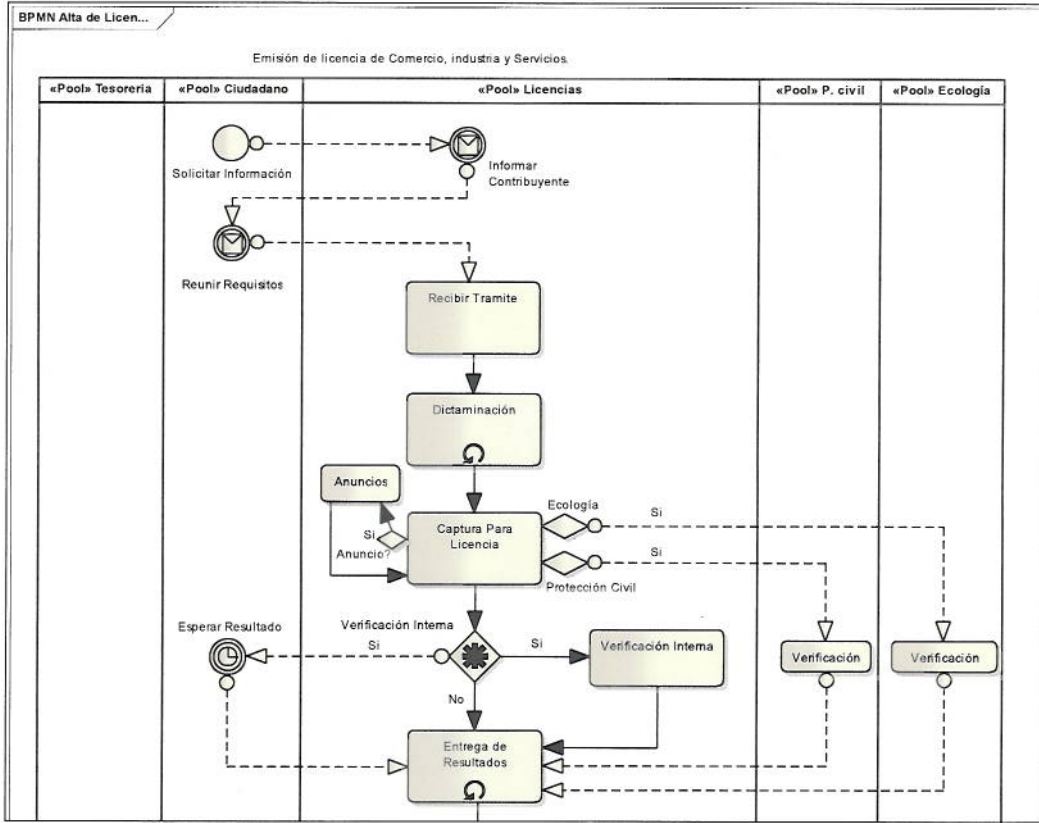 BPMN Alta de Licen...
Emisión de licencia de Comercio, industria y Servicios.
«Pool» Tesoreria
«Pool» Ciudadano
«Pool» Licencias
«Pool» P. civil
«Pool» Ecología
Solicitar Información
Informar
Contribuyente
Reunir Requisitos
Recibir Tramite
Dictaminación
Anuncios
Si
Anuncio?
Captura Para
Licencia
Ecología
Si
Si
Protección Civil
Esperar Resultado
Verificación Interna
Si
Si
Verificación Interna
Verificación
Verificación
No
Entrega de
Resultados